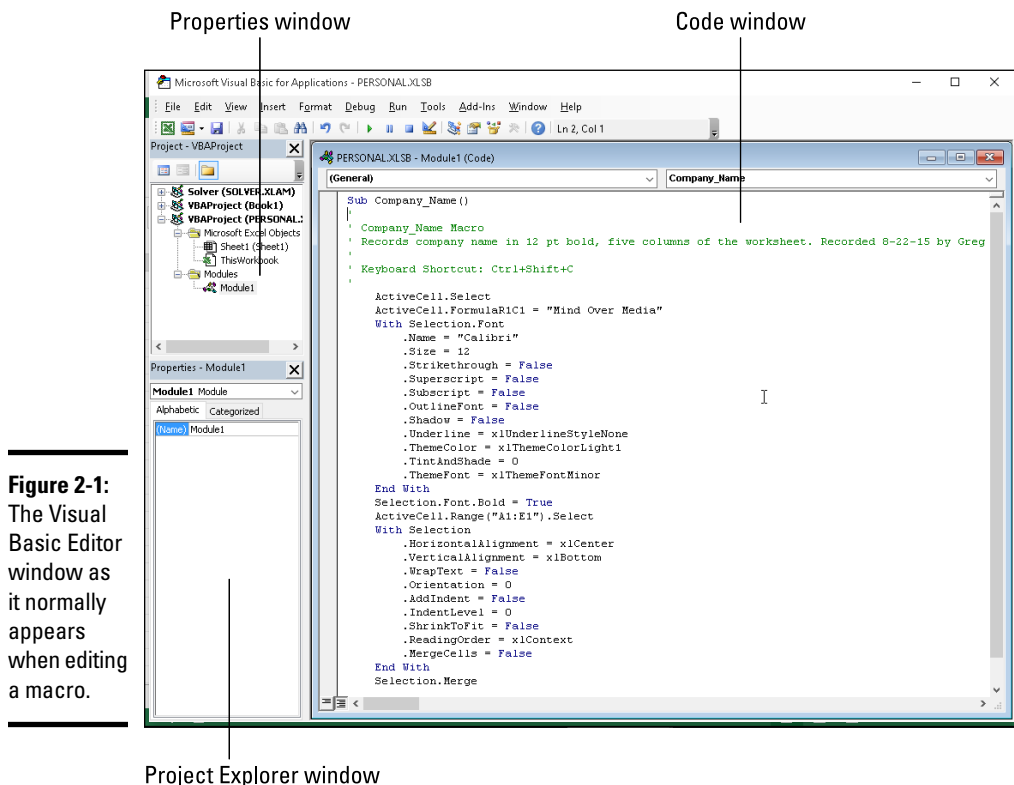 Properties window
Code window
Microsoft Visual Basic for Applications - PERSONAL.XLSB
File Edit View Insert Format Debug Run Tools Add-Ins Window Help
Ln 2, Col 1
Project - VBAProject
Solver (SOLVER.XLAM)
VBAProject (Book1)
VBAProject (PERSONAL.
Microsoft Excel Objects
Sheet1 (Sheet1)
ThisWorkbook
Modules
Module1
Properties - Module1
Module1 Module
Alphabetic Categorized
(Name) Module1
PERSONAL.XLSB - Module1 (Code)
(General) Company_Name
Sub Company_Name()
'
' Company_Name Macro
' Records company name in 12 pt bold, five columns of the worksheet. Recorded 8-22-15 by Greg
'
' Keyboard Shortcut: Ctrl+Shift+C
'
ActiveCell.Select
ActiveCell.FormulaR1C1 = "Mind Over Media"
With Selection.Font
.Name = "Calibri"
.Size = 12
.Strikethrough = False
.Superscript = False
.Subscript = False
.OutlineFont = False
.Shadow = False
.Underline = xlUnderlineStyleNone
.ThemeColor = xlThemeColorLight1
.TintAndShade = 0
.ThemeFont = xlThemeFontMinor
End With
Selection.Font.Bold = True
ActiveCell.Range("A1:E1").Select
With Selection
.HorizontalAlignment = xlCenter
.VerticalAlignment = xlBottom
.WrapText = False
.Orientation = 0
.AddIndent = False
.IndentLevel = 0
.ShrinkToFit = False
.ReadingOrder = xlContext
.MergeCells = False
End With
Selection.Merge
Figure 2-1:
The Visual
Basic Editor
window as
it normally
appears
when editing
a macro.
Project Explorer window